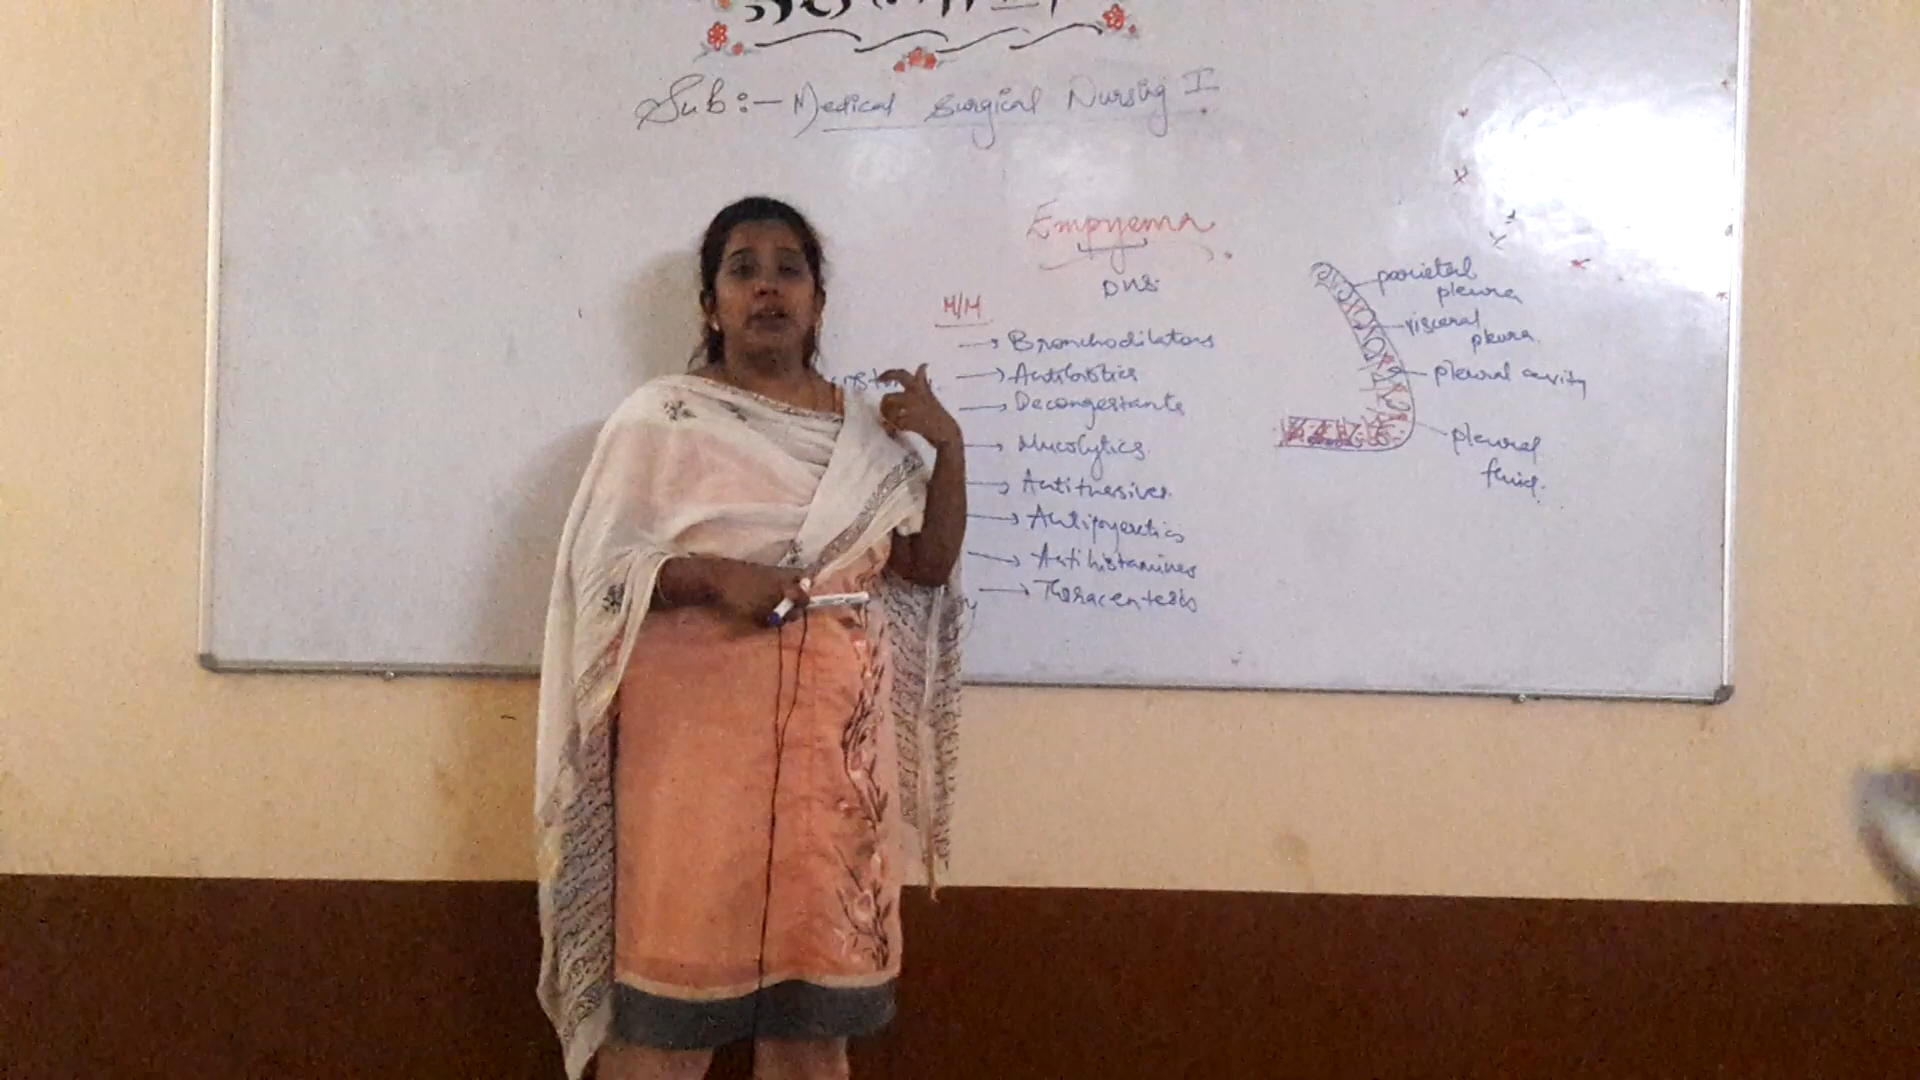 Sub:- Medical Surgical Nursing I
Empyema
DNS.
M/M
→ Bronchodilators
→ Antibiotics
→ Decongestants
→ Mucolytics
→ Antitussives
→ Antipyretics
→ Antihistamines
→ Thoracentesis
parietal
pleura
visceral
pleura
pleural cavity
pleural
fluid.